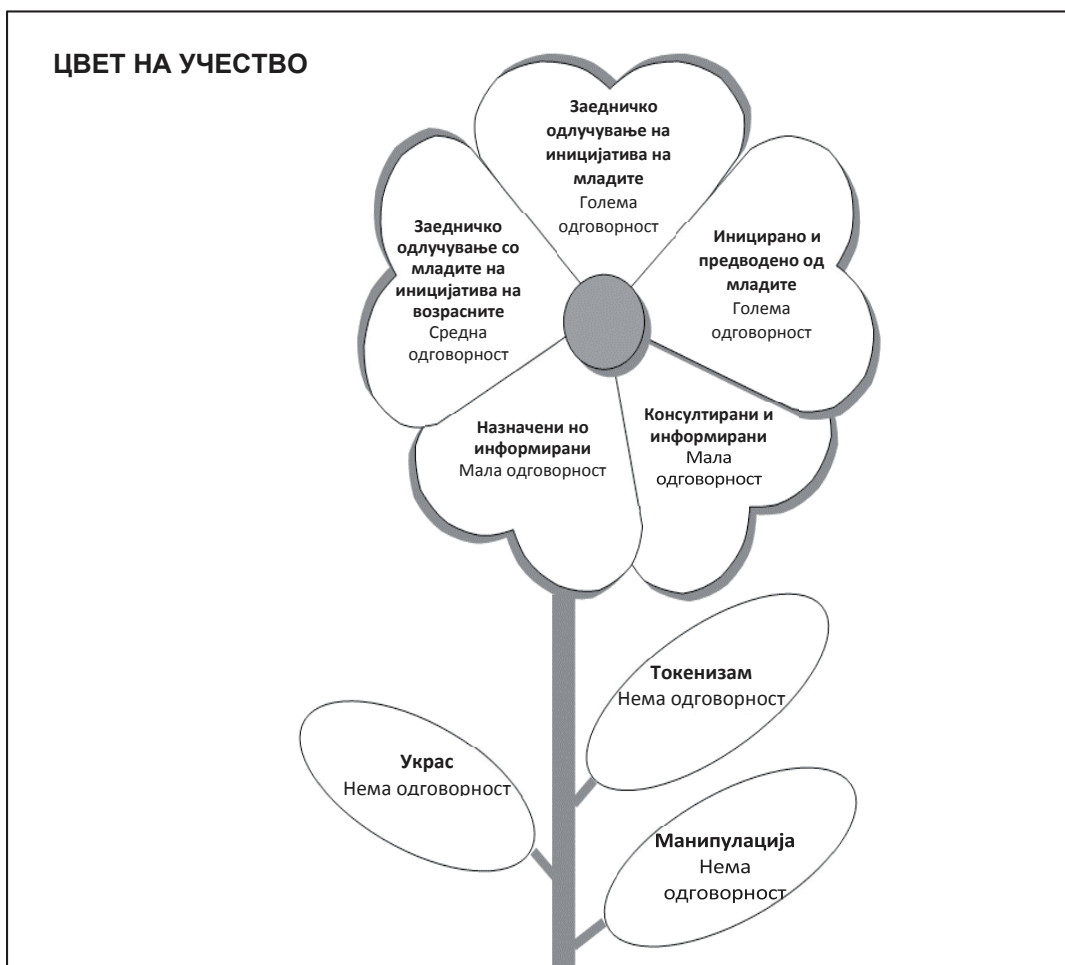 ЦВЕТ НА УЧЕСТВО
Заедничко
одлучување на
иницијатива на
младите
Голема
одговорност
Заедничко
одлучување со
младите на
иницијатива на
возрасните
Средна
одговорност
Иницирано и
предводено од
младите
Голема
одговорност
Назначени но
информирани
Мала одговорност
Консултирани и
информирани
Мала
одговорност
Токенизам
Нема одговорност
Украс
Нема одговорност
Манипулација
Нема
одговорност